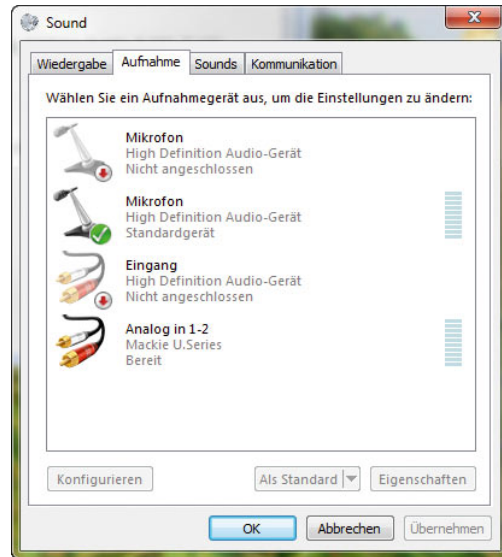 Sound
Wiedergabe Aufnahme Sounds Kommunikation
Wählen Sie ein Aufnahmegerät aus, um die Einstellungen zu ändern:
Mikrofon
High Definition Audio-Gerät
Nicht angeschlossen
Mikrofon
High Definition Audio-Gerät
Standardgerät
Eingang
High Definition Audio-Gerät
Nicht angeschlossen
Analog in 1-2
Mackie U.Series
Bereit
Konfigurieren Als Standard Eigenschaften
OK Abbrechen Übernehmen